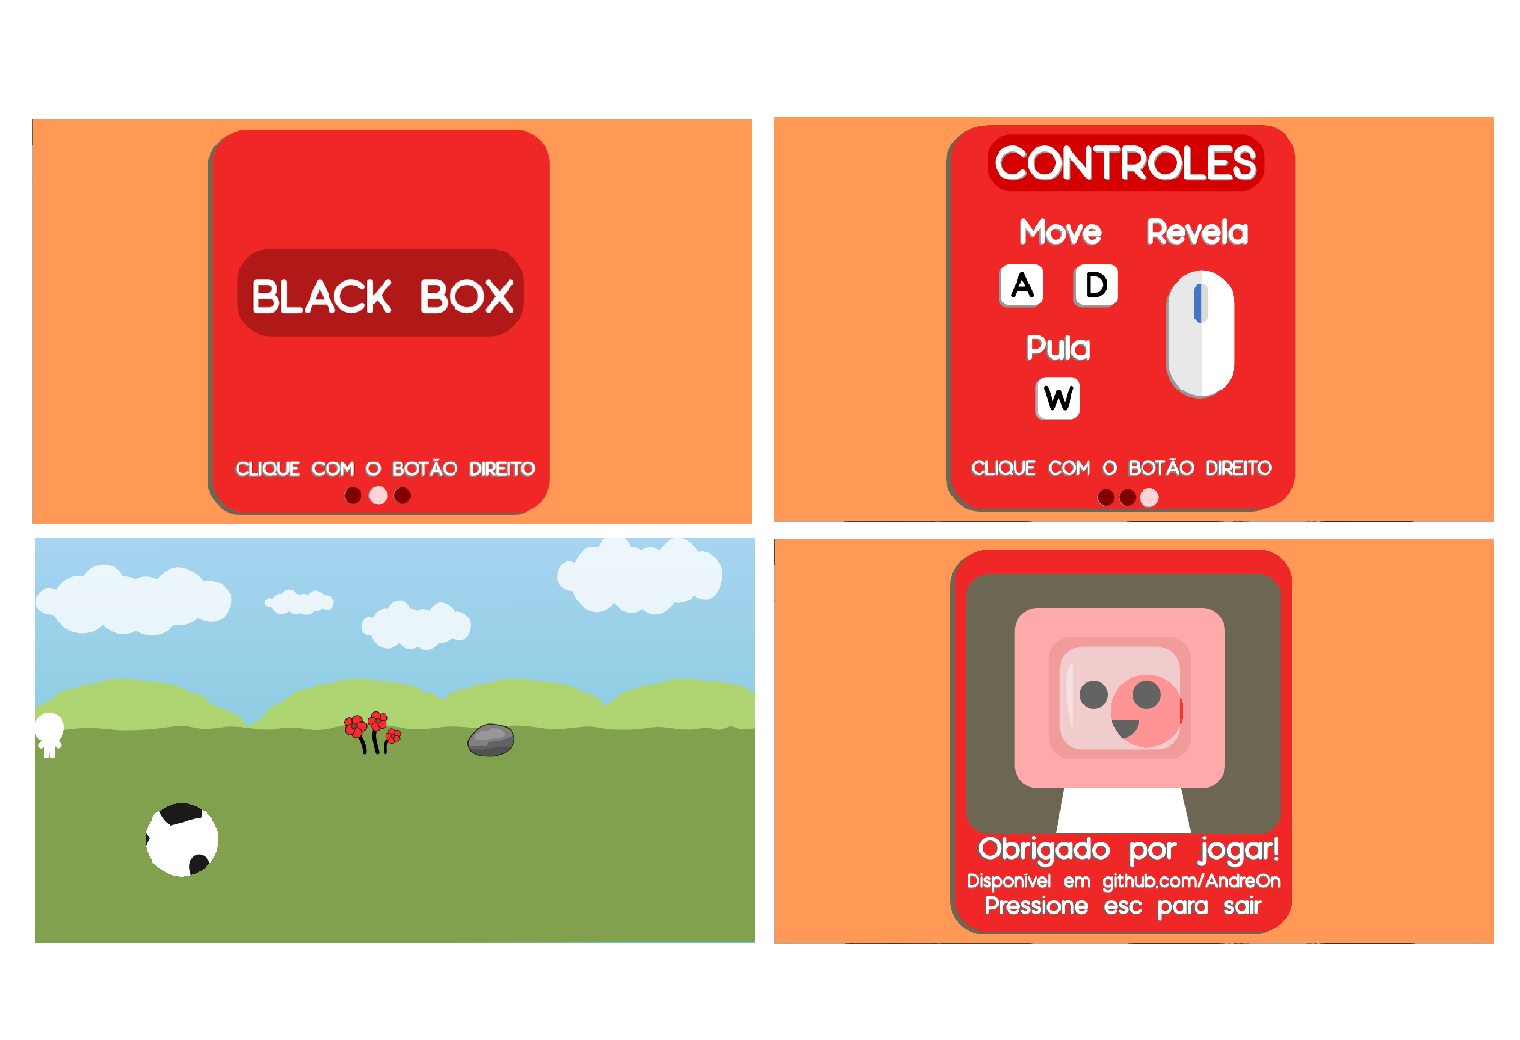 BLACK BOX
CLIQUE COM O BOTÃO DIREITO
CONTROLES
Move Revela
A D
Pula
W
CLIQUE COM O BOTÃO DIREITO
Obrigado por jogar!
Disponível em github.com/AndreOn
Pressione esc para sair